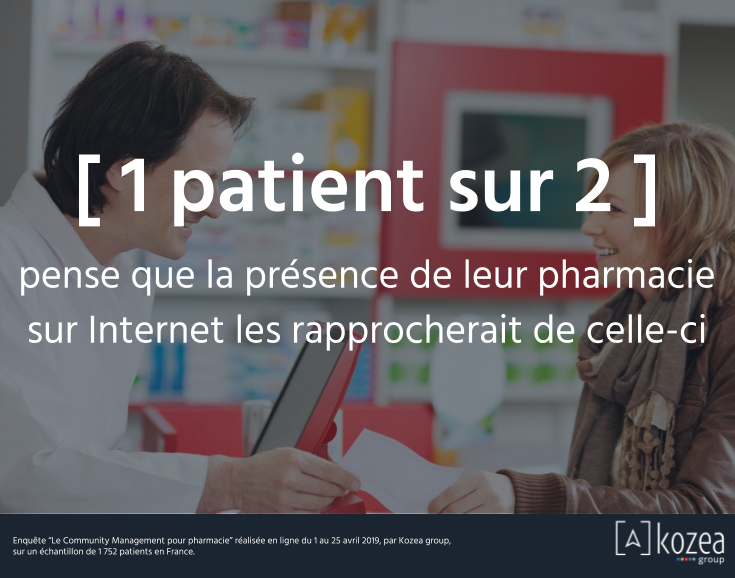 [ 1 patient sur 2 ]
pense que la présence de leur pharmacie
sur Internet les rapprocherait de celle-ci
Enquête "Le Community Management pour pharmacie" réalisée en ligne du 1 au 25 avril 2019, par Kozea group,
sur un échantillon de 1 752 patients en France.
[A] kozea
group